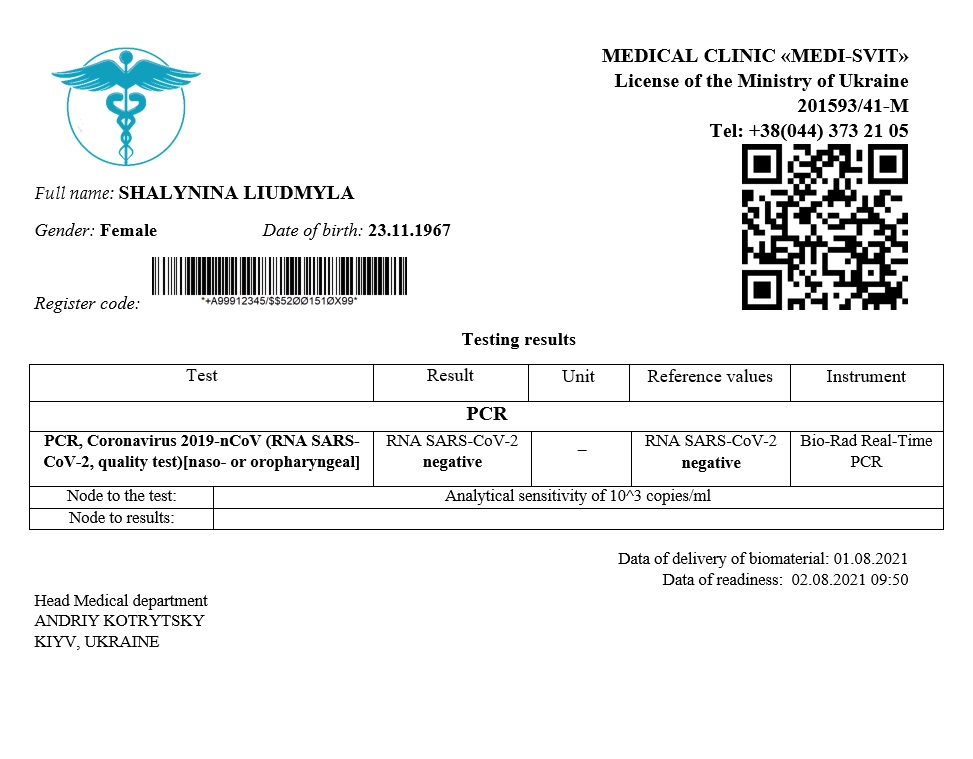 MEDICAL CLINIC «MEDI-SVIT»
License of the Ministry of Ukraine
201593/41-M
Tel: +38(044) 373 21 05
Full name: SHALYNINA LIUDMYLA
Gender: Female Date of birth: 23.11.1967
Register code: *+A99912345/$$52ØØ151ØX99*
Testing results
Test Result Unit Reference values Instrument
PCR
PCR, Coronavirus 2019-nCoV (RNA SARS- RNA SARS-CoV-2 – RNA SARS-CoV-2 Bio-Rad Real-Time
CoV-2, quality test)[naso- or oropharyngeal] negative negative PCR
Node to the test: Analytical sensitivity of 10^3 copies/ml
Node to results:
Data of delivery of biomaterial: 01.08.2021
Data of readiness: 02.08.2021 09:50
Head Medical department
ANDRIY KOTRYTSKY
KIYV, UKRAINE